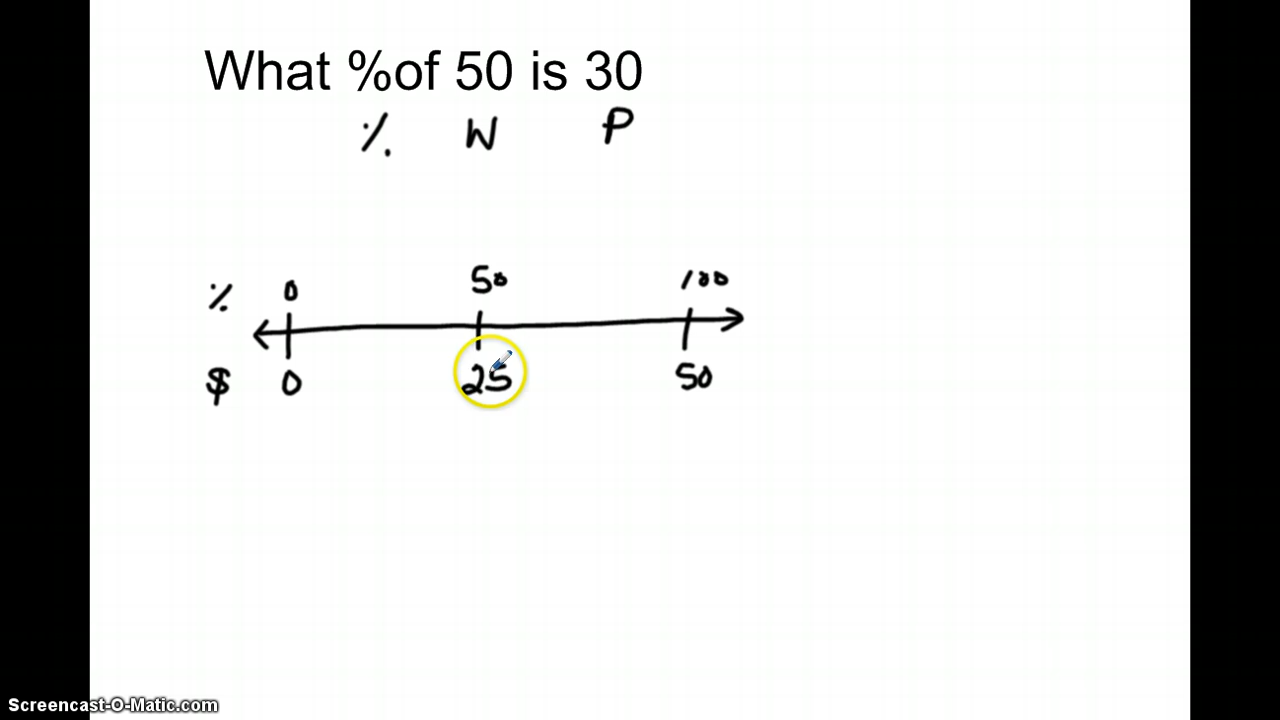 What %of 50 is 30
% W P
% 0 50 100
$ 0 25 50
Screencast-O-Matic.com